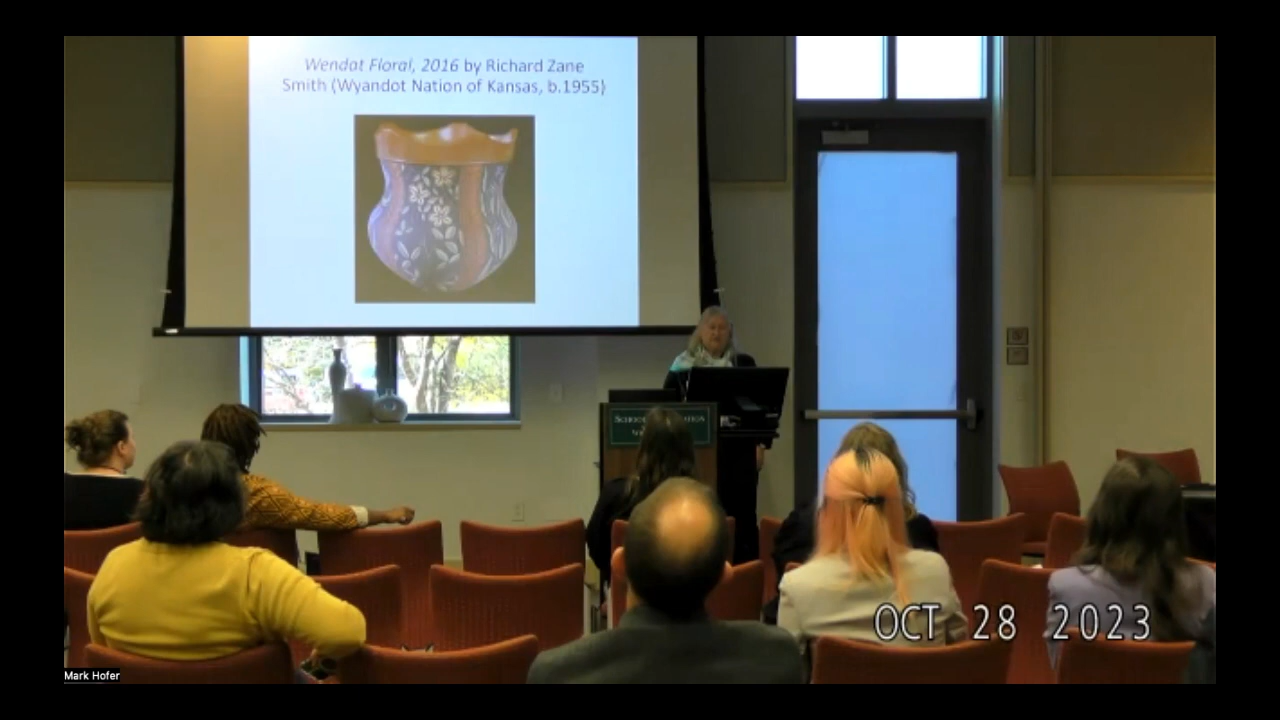 Wendat Floral, 2016 by Richard Zane
Smith (Wyandot Nation of Kansas, b.1955)
OCT 28 2023
Mark Hofer